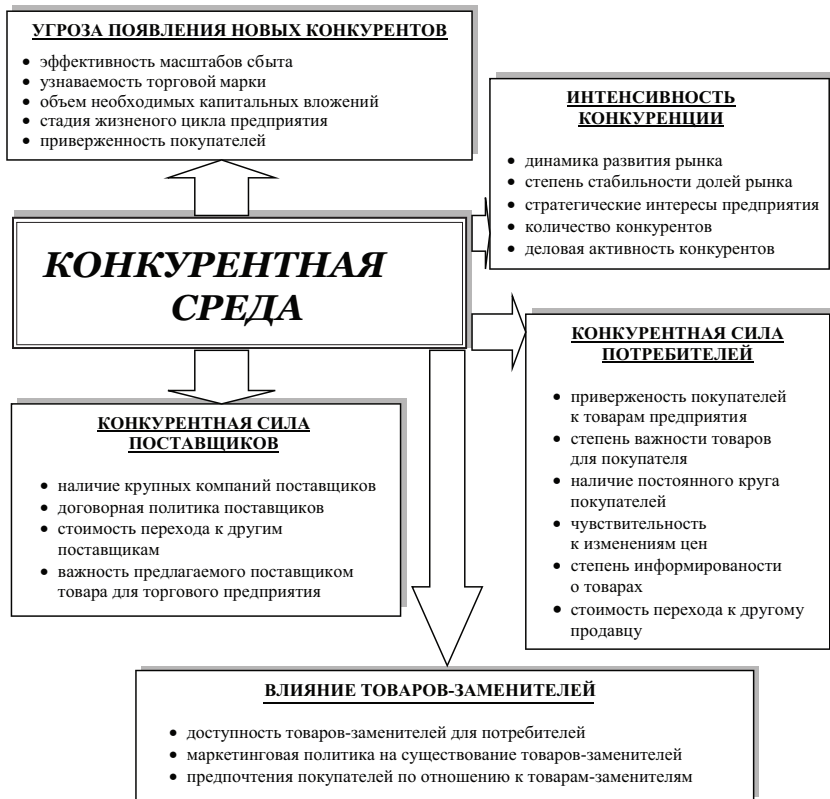 УГРОЗА ПОЯВЛЕНИЯ НОВЫХ КОНКУРЕНТОВ
• эффективность масштабов сбыта
• узнаваемость торговой марки
• объем необходимых капитальных вложений
• стадия жизненого цикла предприятия
• приверженность покупателей
ИНТЕНСИВНОСТЬ
КОНКУРЕНЦИИ
• динамика развития рынка
• степень стабильности долей рынка
• стратегические интересы предприятия
• количество конкурентов
• деловая активность конкурентов
КОНКУРЕНТНАЯ
СРЕДА
КОНКУРЕНТНАЯ СИЛА
ПОТРЕБИТЕЛЕЙ
• привержeность покупателей
к товарам предприятия
• степень важности товаров
для покупателя
• наличие постоянного круга
покупателей
• чувствительность
к изменениям цен
• степень информированости
о товарах
• стоимость перехода к другому
продавцу
КОНКУРЕНТНАЯ СИЛА
ПОСТАВЩИКОВ
• наличие крупных компаний поставщиков
• договорная политика поставщиков
• стоимость перехода к другим
поставщикам
• важность предлагаемого поставщиком
товара для торгового предприятия
ВЛИЯНИЕ ТОВАРОВ-ЗАМЕНИТЕЛЕЙ
• доступность товаров-заменителей для потребителей
• маркетинговая политика на существование товаров-заменителей
• предпочтения покупателей по отношению к товарам-заменителям